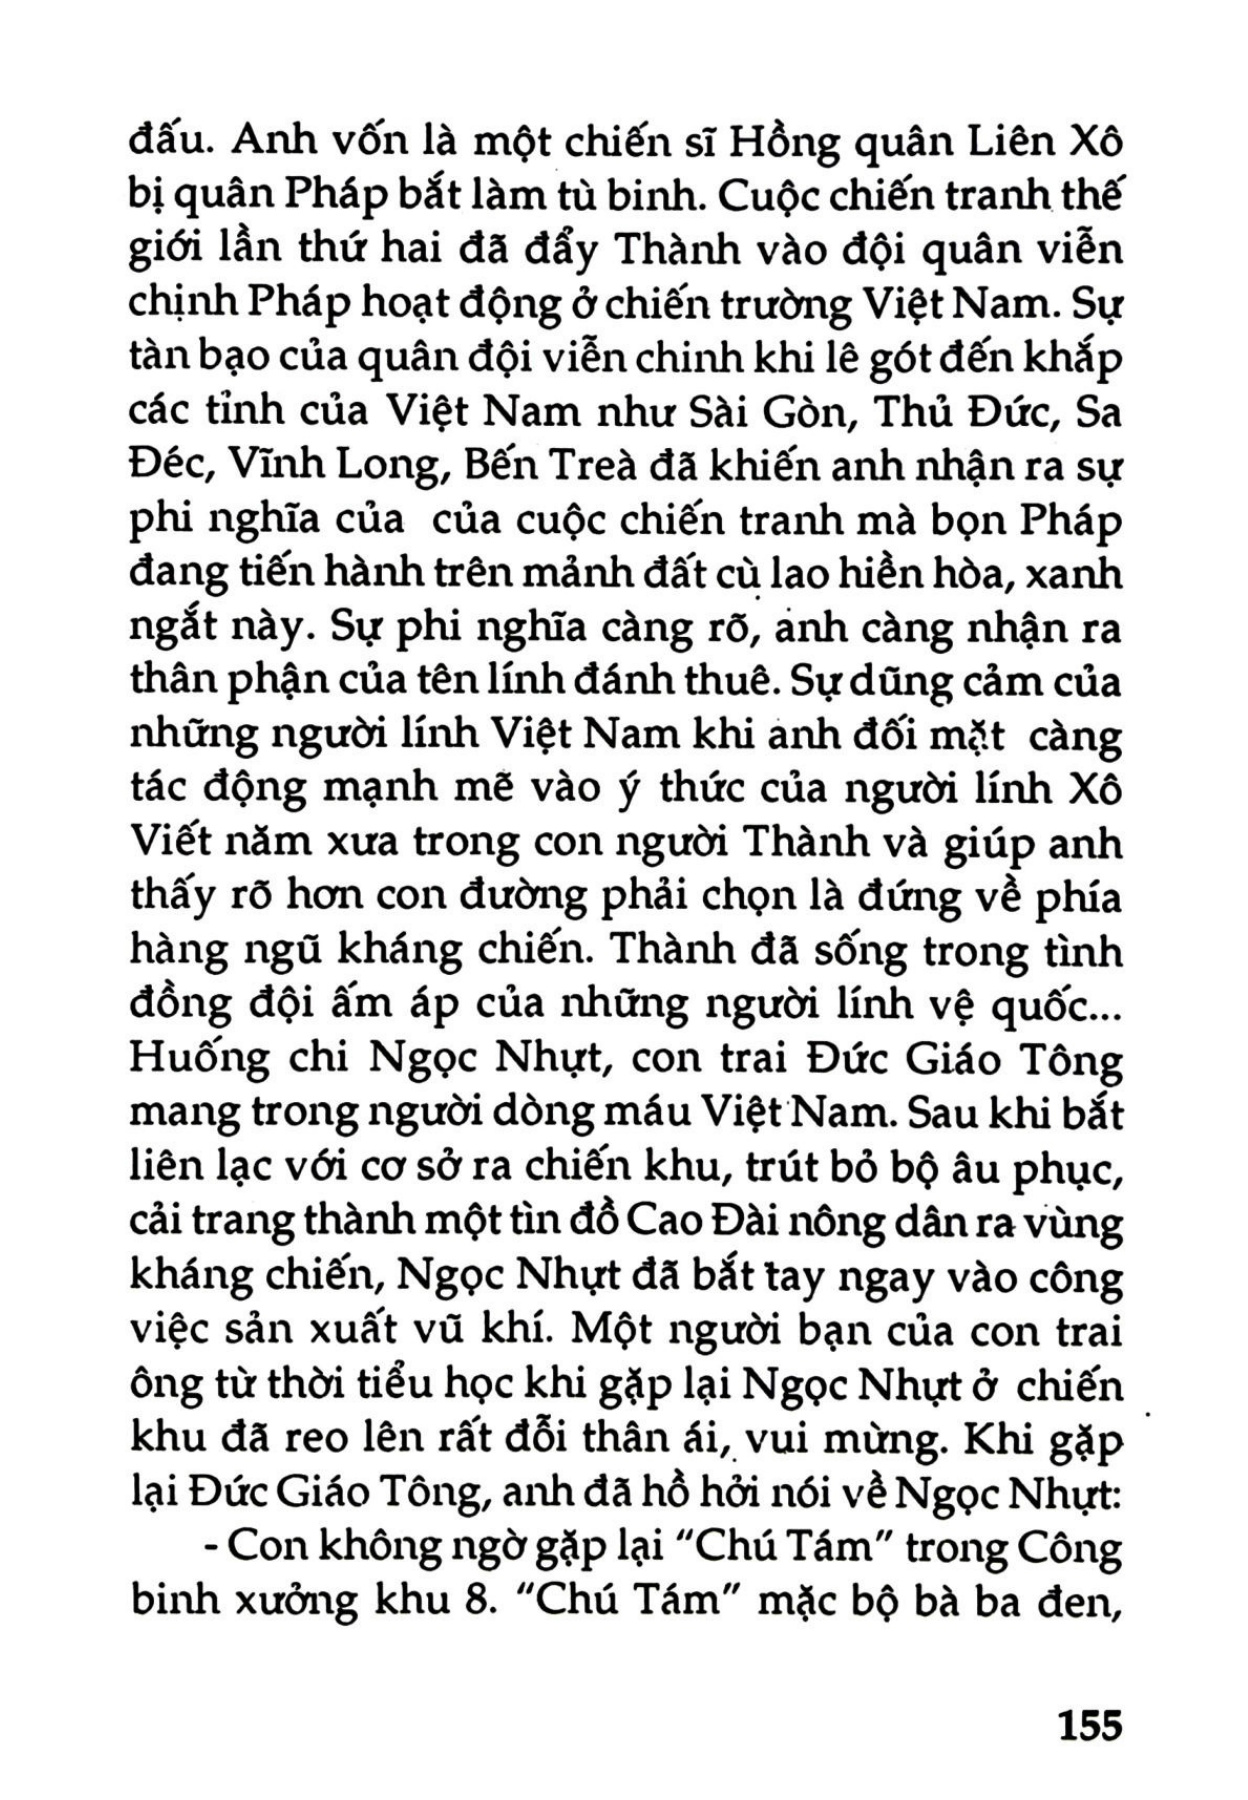 đấu. Anh vốn là một chiến sĩ Hồng quân Liên Xô
bị quân Pháp bắt làm tù binh. Cuộc chiến tranh thế
giới lần thứ hai đã đẩy Thành vào đội quân viễn
chịnh Pháp hoạt động ở chiến trường Việt Nam. Sự
tàn bạo của quân đội viễn chinh khi lê gót đến khắp
các tỉnh của Việt Nam như Sài Gòn, Thủ Đức, Sa
Đéc, Vĩnh Long, Bến Treà đã khiến anh nhận ra sự
phi nghĩa của của cuộc chiến tranh mà bọn Pháp
đang tiến hành trên mảnh đất cù lao hiền hòa, xanh
ngắt này. Sự phi nghĩa càng rõ, anh càng nhận ra
thân phận của tên lính đánh thuê. Sự dũng cảm của
những người lính Việt Nam khi anh đối mặt càng
tác động mạnh mẽ vào ý thức của người lính Xô
Viết năm xưa trong con người Thành và giúp anh
thấy rõ hơn con đường phải chọn là đứng về phía
hàng ngũ kháng chiến. Thành đã sống trong tình
đồng đội ấm áp của những người lính vệ quốc...
Huống chi Ngọc Nhựt, con trai Đức Giáo Tông
mang trong người dòng máu Việt Nam. Sau khi bắt
liên lạc với cơ sở ra chiến khu, trút bỏ bộ âu phục,
cải trang thành một tìn đồ Cao Đài nông dân ra vùng
kháng chiến, Ngọc Nhựt đã bắt tay ngay vào công
việc sản xuất vũ khí. Một người bạn của con trai
ông từ thời tiểu học khi gặp lại Ngọc Nhựt ở chiến
khu đã reo lên rất đỗi thân ái, vui mừng. Khi gặp
lại Đức Giáo Tông, anh đã hồ hởi nói về Ngọc Nhựt:
- Con không ngờ gặp lại "Chú Tám" trong Công
binh xưởng khu 8. "Chú Tám" mặc bộ bà ba đen,
155